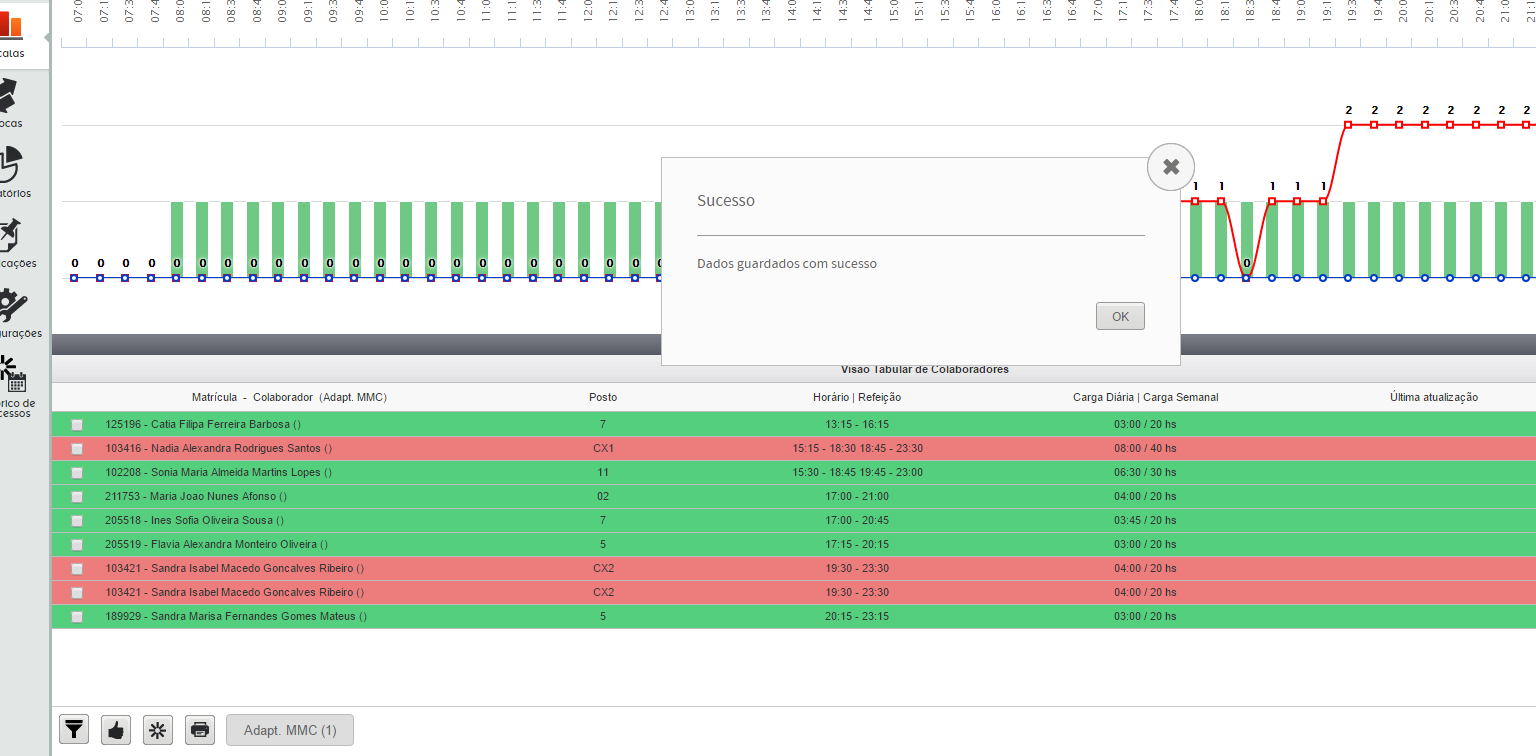 07:0 07:1 07:3 07:4 08:0 08:1 08:3 08:4 09:0 09:1 09:3 09:4 10:0 10:1 10:3 10:4 11:0 11:1 11:3 11:4 12:0 12:1 12:3 12:4 13:0 13:1 13:3 13:4 14:0 14:1 14:3 14:4 15:0 15:1 15:3 15:4 16:0 16:1 16:3 16:4 17:0 17:1 17:3 17:4 18:0 18:1 18:3 18:4 19:0 19:1 19:3 19:4 20:0 20:1 20:3 20:4 21:0 21:1
alas
ocas
tórios
cações
urações
rico de
cessos
2 2 2 2 2 2 2 2
1 1 1 1 1
0 0 0 0 0 0 0 0 0 0 0 0 0 0 0 0 0 0 0 0 0 0 0 0 0
Sucesso
Dados guardados com sucesso
OK
Visão Tabular de Colaboradores
Matrícula - Colaborador (Adapt. MMC) Posto Horário | Refeição Carga Diária | Carga Semanal Última atualização
125196 - Catia Filipa Ferreira Barbosa () 7 13:15 - 16:15 03:00 / 20 hs
103416 - Nadia Alexandra Rodrigues Santos () CX1 15:15 - 18:30 18:45 - 23:30 08:00 / 40 hs
102208 - Sonia Maria Almeida Martins Lopes () 11 15:30 - 18:45 19:45 - 23:00 06:30 / 30 hs
211753 - Maria Joao Nunes Afonso () 02 17:00 - 21:00 04:00 / 20 hs
205518 - Ines Sofia Oliveira Sousa () 7 17:00 - 20:45 03:45 / 20 hs
205519 - Flavia Alexandra Monteiro Oliveira () 5 17:15 - 20:15 03:00 / 20 hs
103421 - Sandra Isabel Macedo Goncalves Ribeiro () CX2 19:30 - 23:30 04:00 / 20 hs
103421 - Sandra Isabel Macedo Goncalves Ribeiro () CX2 19:30 - 23:30 04:00 / 20 hs
189929 - Sandra Marisa Fernandes Gomes Mateus () 5 20:15 - 23:15 03:00 / 20 hs
Adapt. MMC (1)